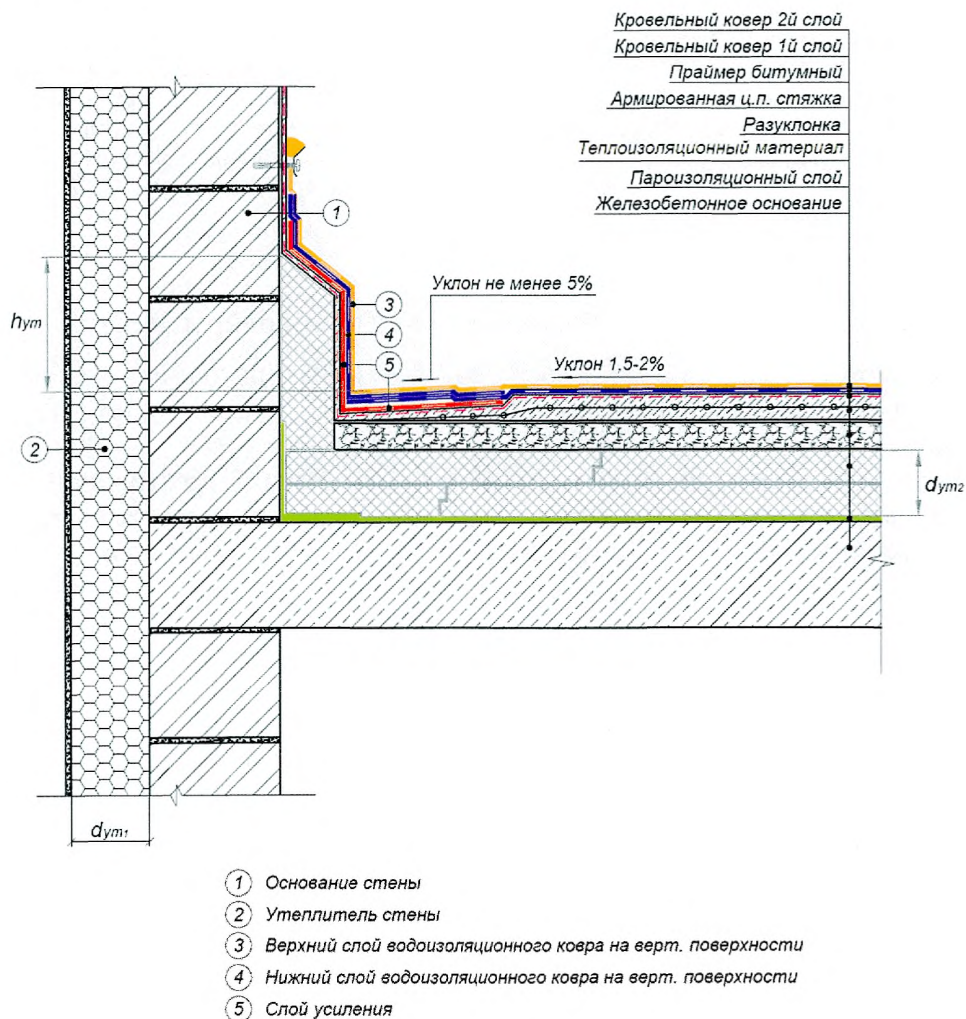 Кровельный ковер 2й слой
Кровельный ковер 1й слой
Праймер битумный
Армированная ц.п. стяжка
Разуклонка
Теплоизоляционный материал
Пароизоляционный слой
Железобетонное основание
1
Уклон не менее 5%
3
hут
4
Уклон 1,5-2%
5
2
dут2
dут1
1 Основание стены
2 Утеплитель стены
3 Верхний слой водоизоляционного ковра на верт. поверхности
4 Нижний слой водоизоляционного ковра на верт. поверхности
5 Слой усиления